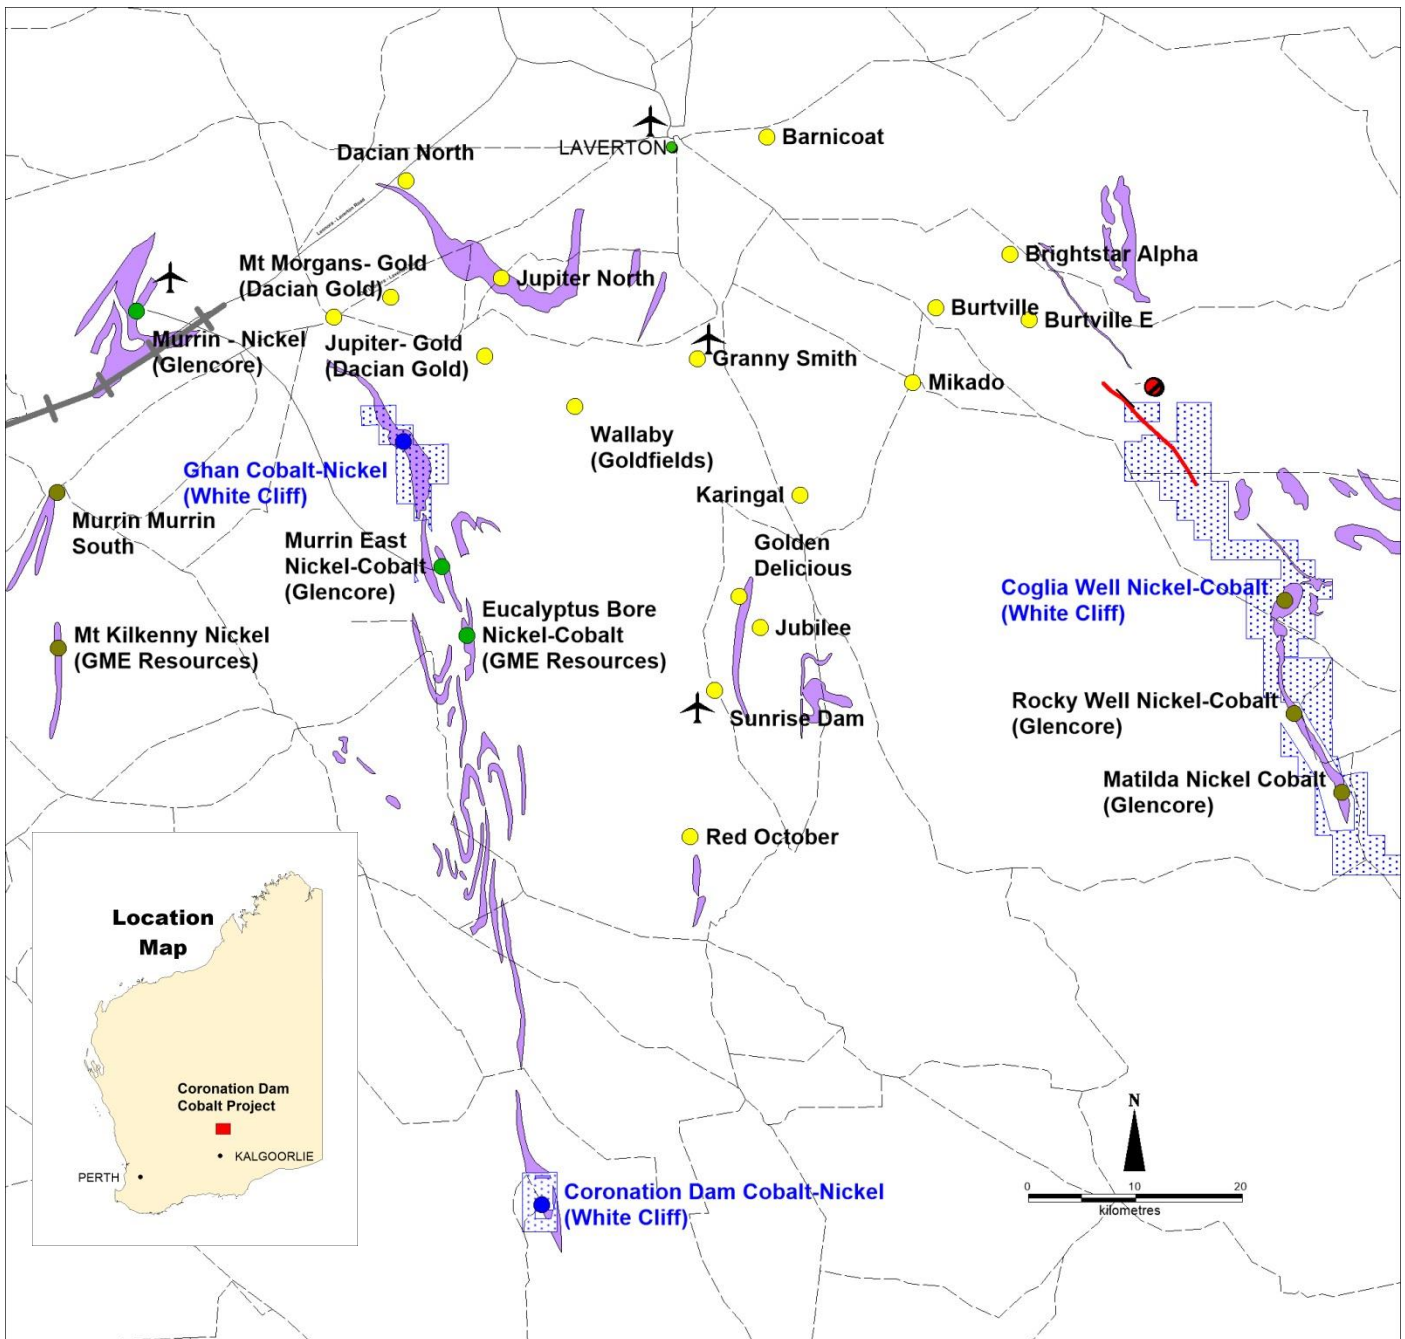 Barnicoat
LAVERTON
Dacian North
Leonora - Laverton Road
Brightstar Alpha
Mt Morgans- Gold
(Dacian Gold)
Jupiter North
Burtville
Burtville E
Murrin - Nickel
(Glencore)
Jupiter- Gold
(Dacian Gold)
Granny Smith
Mikado
Wallaby
(Goldfields)
Ghan Cobalt-Nickel
(White Cliff)
Karingal
Murrin Murrin
South
Murrin East
Nickel-Cobalt
(Glencore)
Golden
Delicious
Coglia Well Nickel-Cobalt
(White Cliff)
Eucalyptus Bore
Nickel-Cobalt
(GME Resources)
Jubilee
Mt Kilkenny Nickel
(GME Resources)
Rocky Well Nickel-Cobalt
(Glencore)
Sunrise Dam
Matilda Nickel Cobalt
(Glencore)
Red October
Location
Map
Coronation Dam
Cobalt Project
KALGOORLIE
PERTH
Coronation Dam Cobalt-Nickel
(White Cliff)
N
0 10 20
kilometres